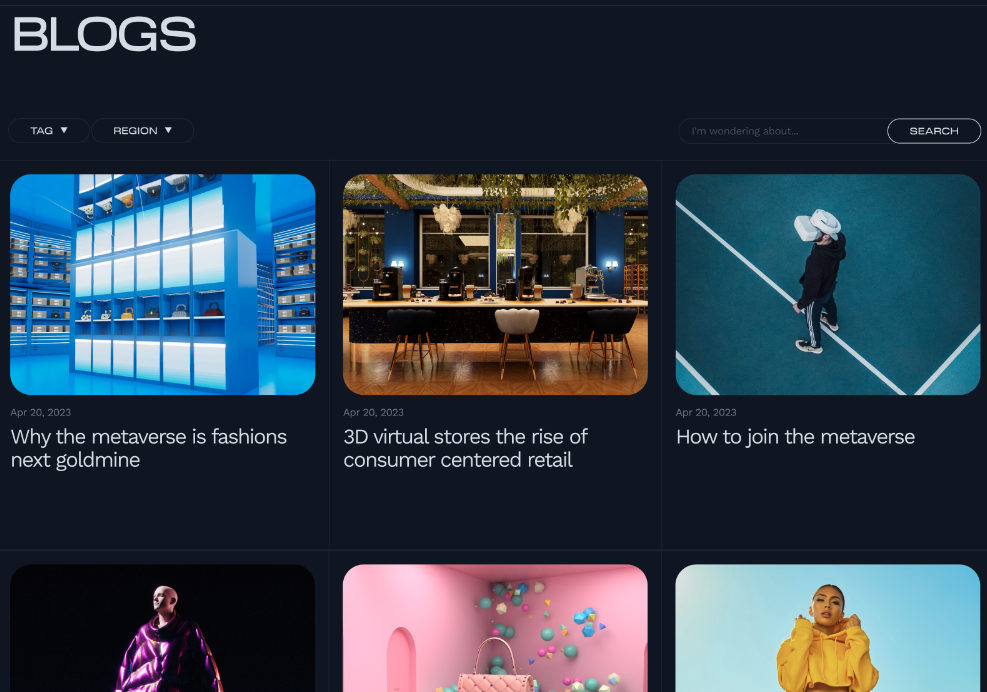 BLOGS
TAG ▼ REGION ▼ I'm wondering about... SEARCH
Apr 20, 2023
Why the metaverse is fashions
next goldmine
Apr 20, 2023
3D virtual stores the rise of
consumer centered retail
Apr 20, 2023
How to join the metaverse